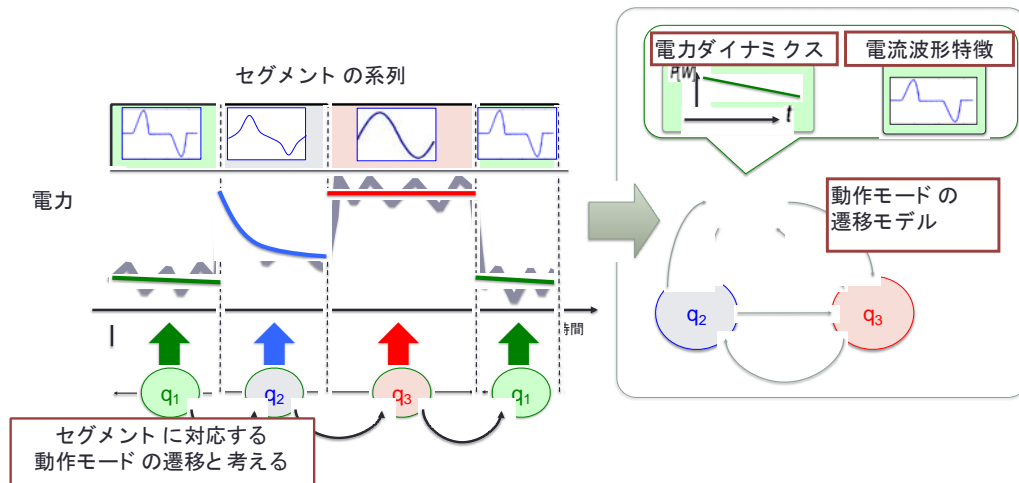 セグメントの系列
電力
時間
q1
q2
q3
q1
セグメントに対応する
動作モードの遷移と考える
電力ダイナミクス
電流波形特徴
P[W]
t
動作モードの
遷移モデル
q2
q3